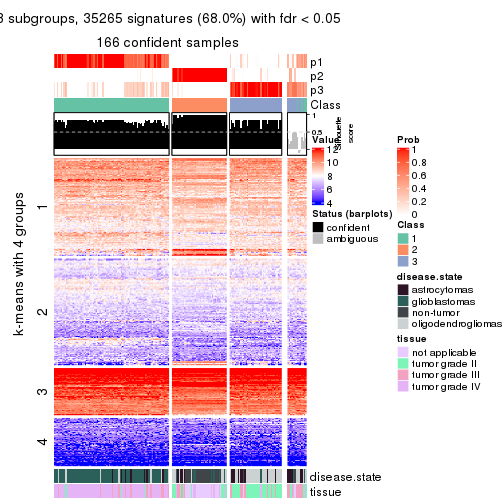 3 subgroups, 35265 signatures (68.0%) with fdr < 0.05
166 confident samples
p1
p2
p3
Class
1
0.5
0
Silhouette
score
k-means with 4 groups
1
2
3
4
disease.state
tissue
Value
12
10
8
6
4
Status (barplots)
confident
ambiguous
Prob
1
0.8
0.6
0.4
0.2
0
Class
1
2
3
disease.state
astrocytomas
glioblastomas
non-tumor
oligodendrogliomas
tissue
not applicable
tumor grade II
tumor grade III
tumor grade IV